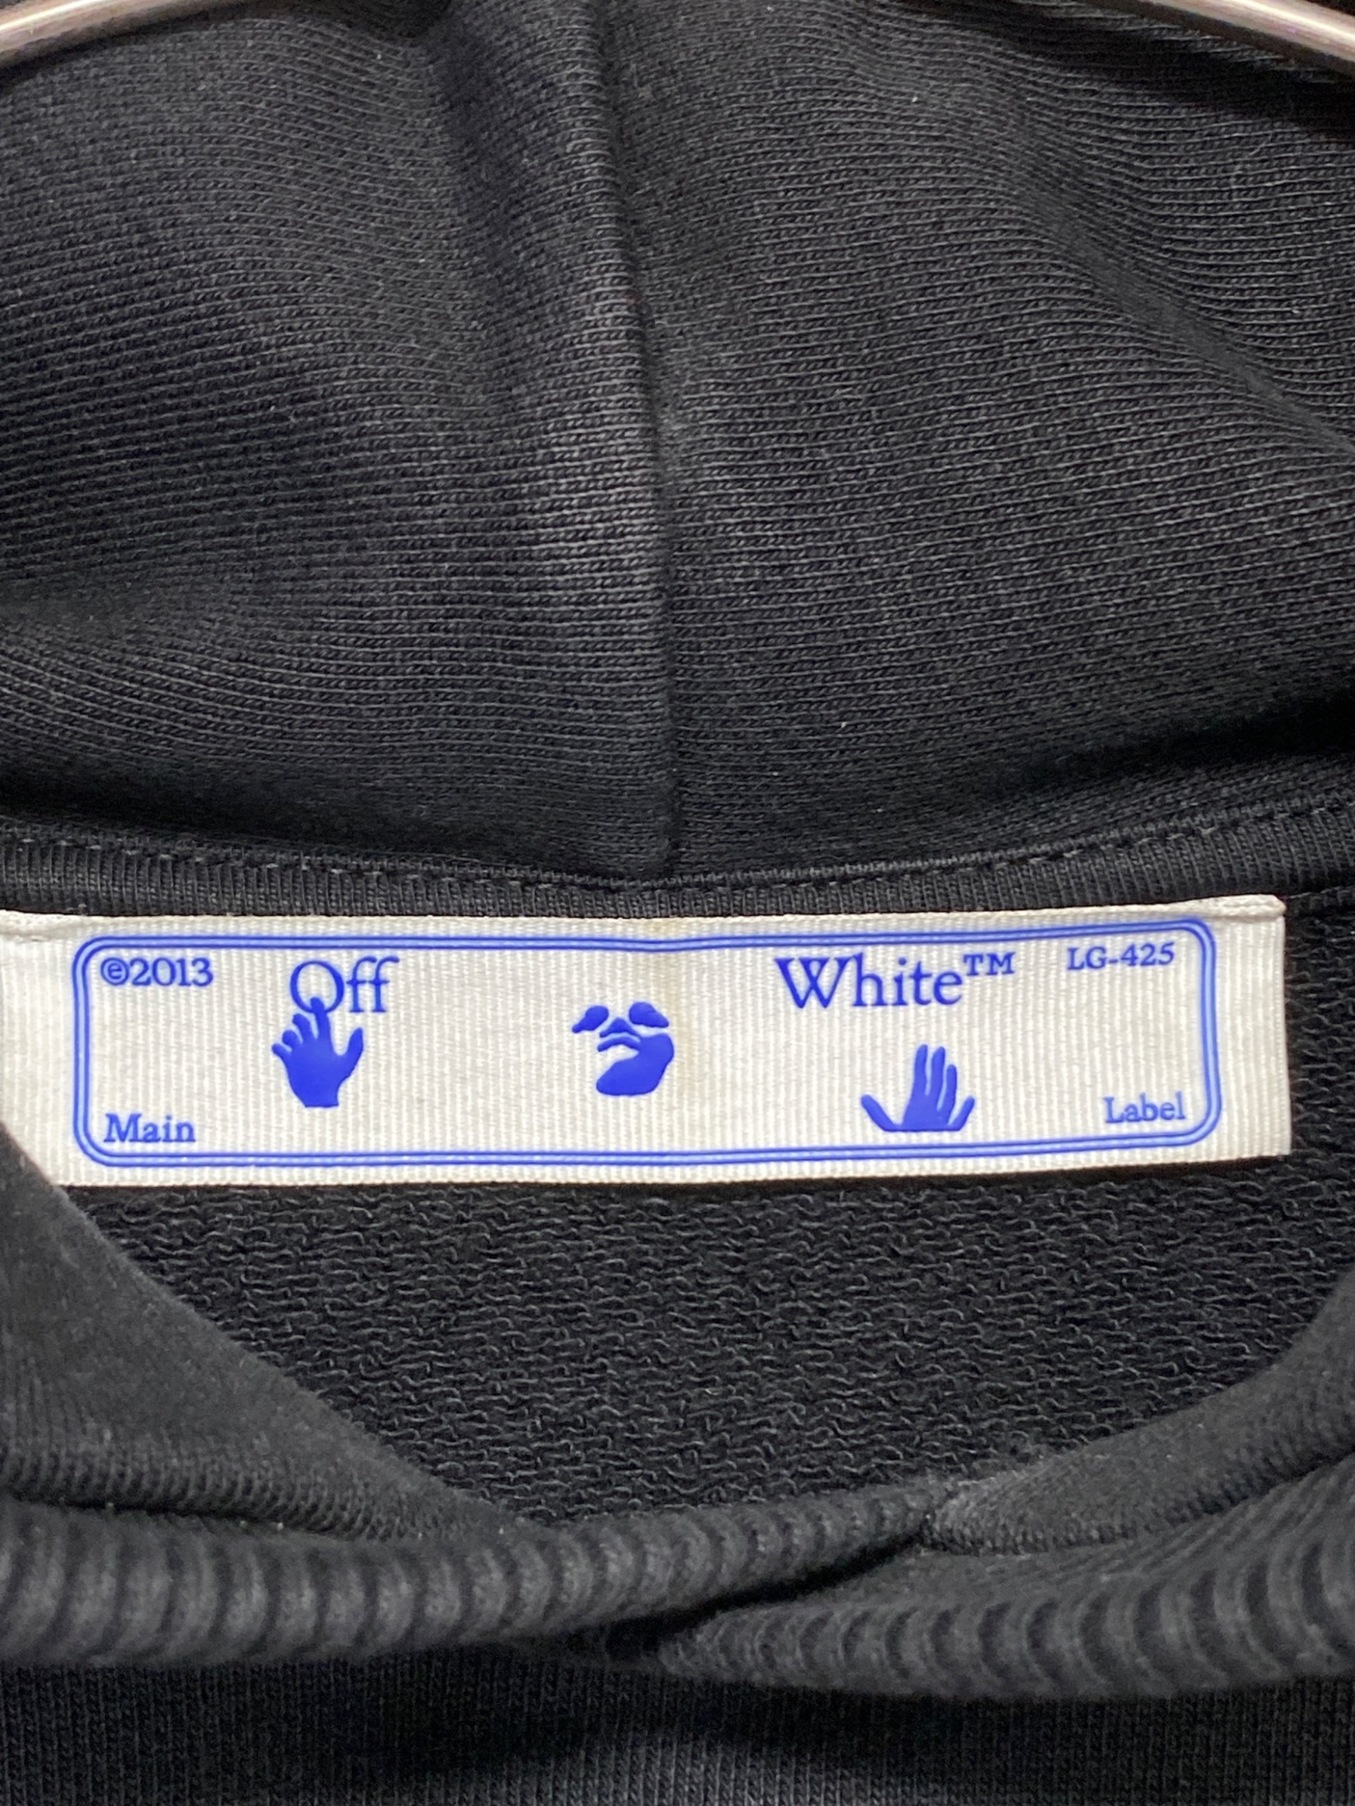 ©2013 Off White™ LG-425
Main Label